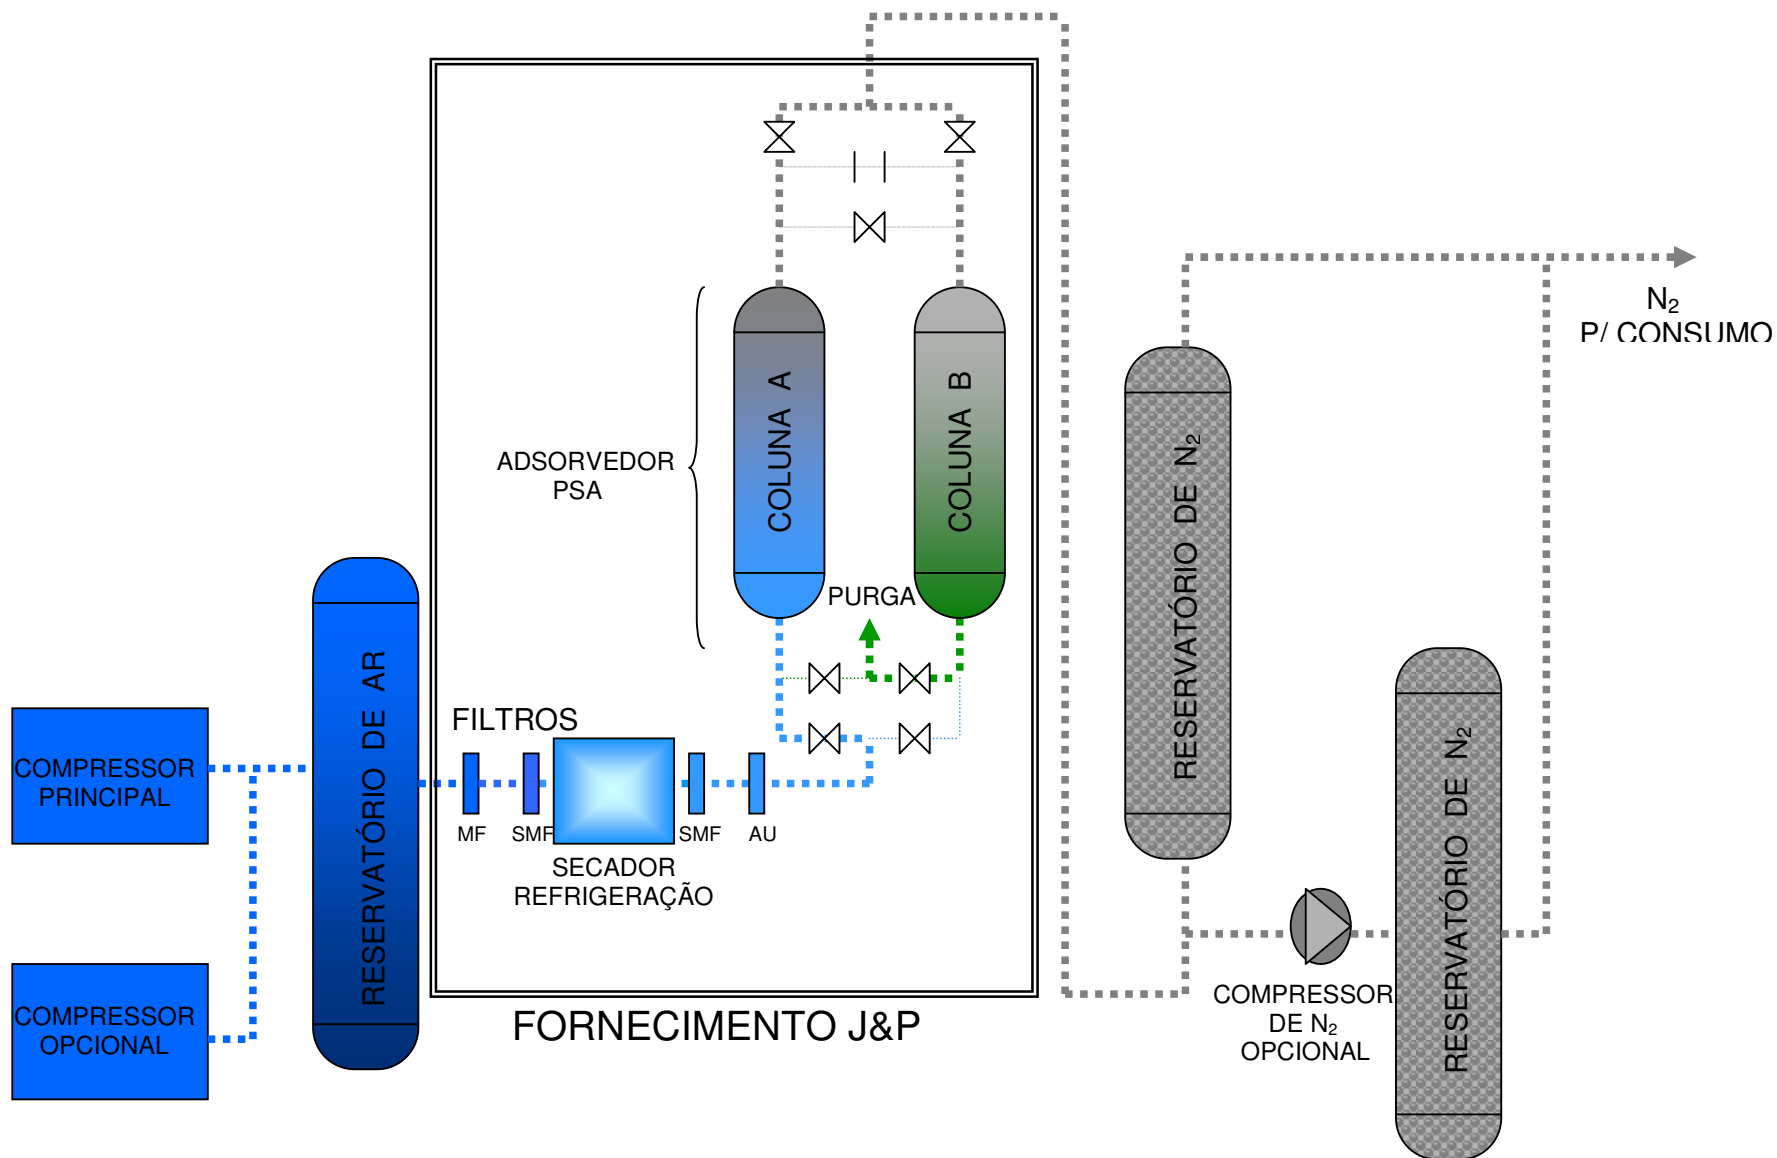 N₂
P/ CONSUMO
COLUNA A
COLUNA B
ADSORVEDOR
PSA
PURGA
RESERVATÓRIO DE N₂
RESERVATÓRIO DE AR
FILTROS
COMPRESSOR
PRINCIPAL
MF
SMF
SMF
AU
SECADOR
REFRIGERAÇÃO
RESERVATÓRIO DE N₂
COMPRESSOR
OPCIONAL
FORNECIMENTO J&P
COMPRESSOR
DE N₂
OPCIONAL